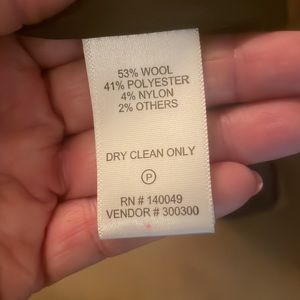 53% WOOL
41% POLYESTER
4% NYLON
2% OTHERS
DRY CLEAN ONLY
P
RN # 140049
VENDOR # 300300